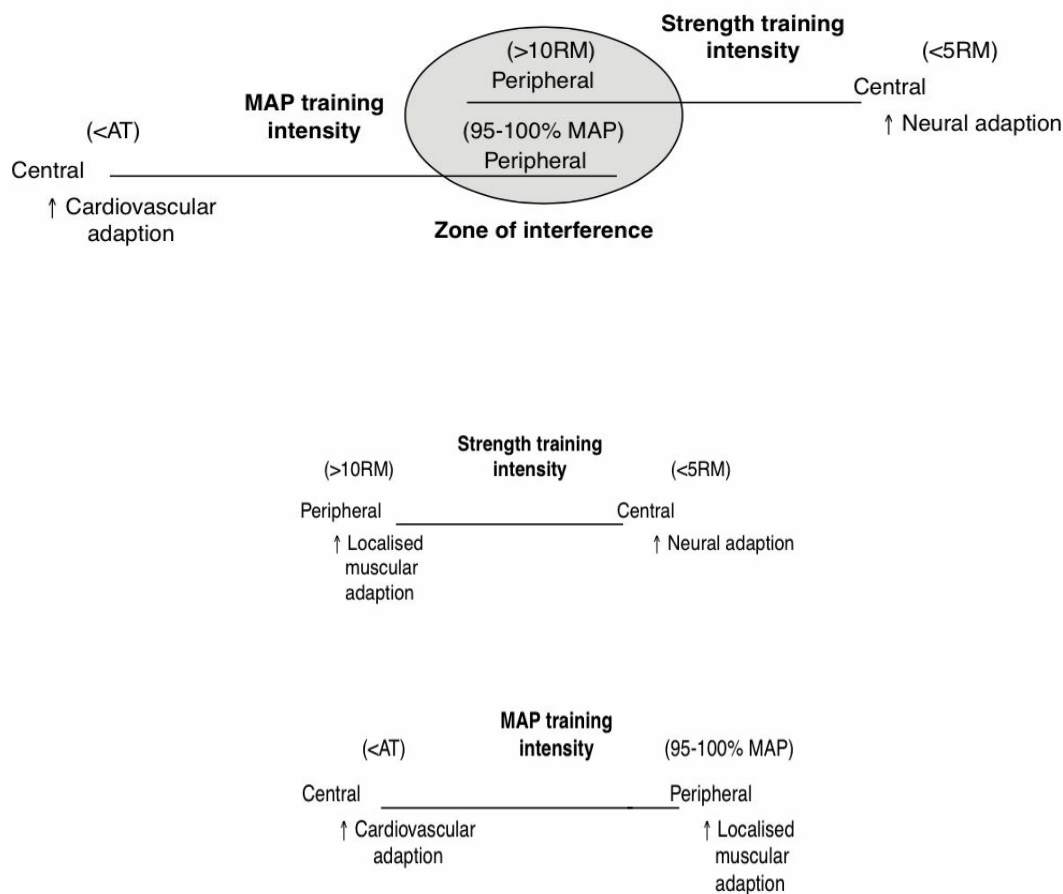 Strength training
intensity
(>10RM)
(<5RM)
Peripheral
Central
MAP training
intensity
(<AT)
(95-100% MAP)
↑ Neural adaption
Central
Peripheral
↑ Cardiovascular
adaption
Zone of interference
Strength training
intensity
(>10RM)
(<5RM)
Peripheral
Central
↑ Localised
muscular
adaption
↑ Neural adaption
MAP training
intensity
(<AT)
(95-100% MAP)
Central
Peripheral
↑ Cardiovascular
adaption
↑ Localised
muscular
adaption